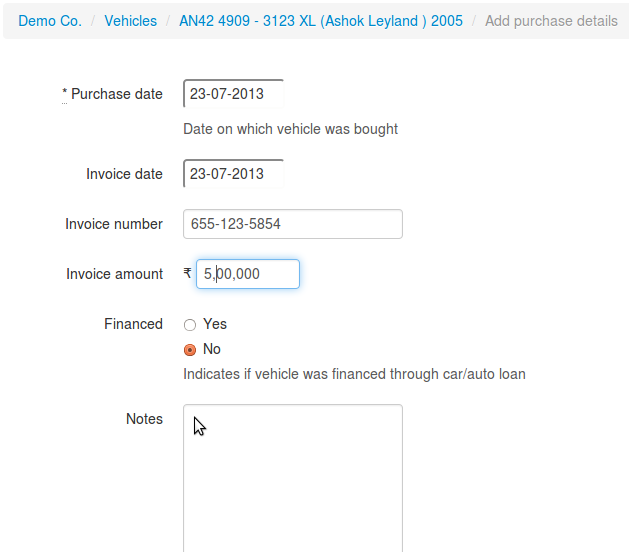 Demo Co. / Vehicles / AN42 4909 - 3123 XL (Ashok Leyland ) 2005 / Add purchase details
* Purchase date 23-07-2013
Date on which vehicle was bought
Invoice date 23-07-2013
Invoice number 655-123-5854
Invoice amount ₹ 5,00,000
Financed Yes
No
Indicates if vehicle was financed through car/auto loan
Notes